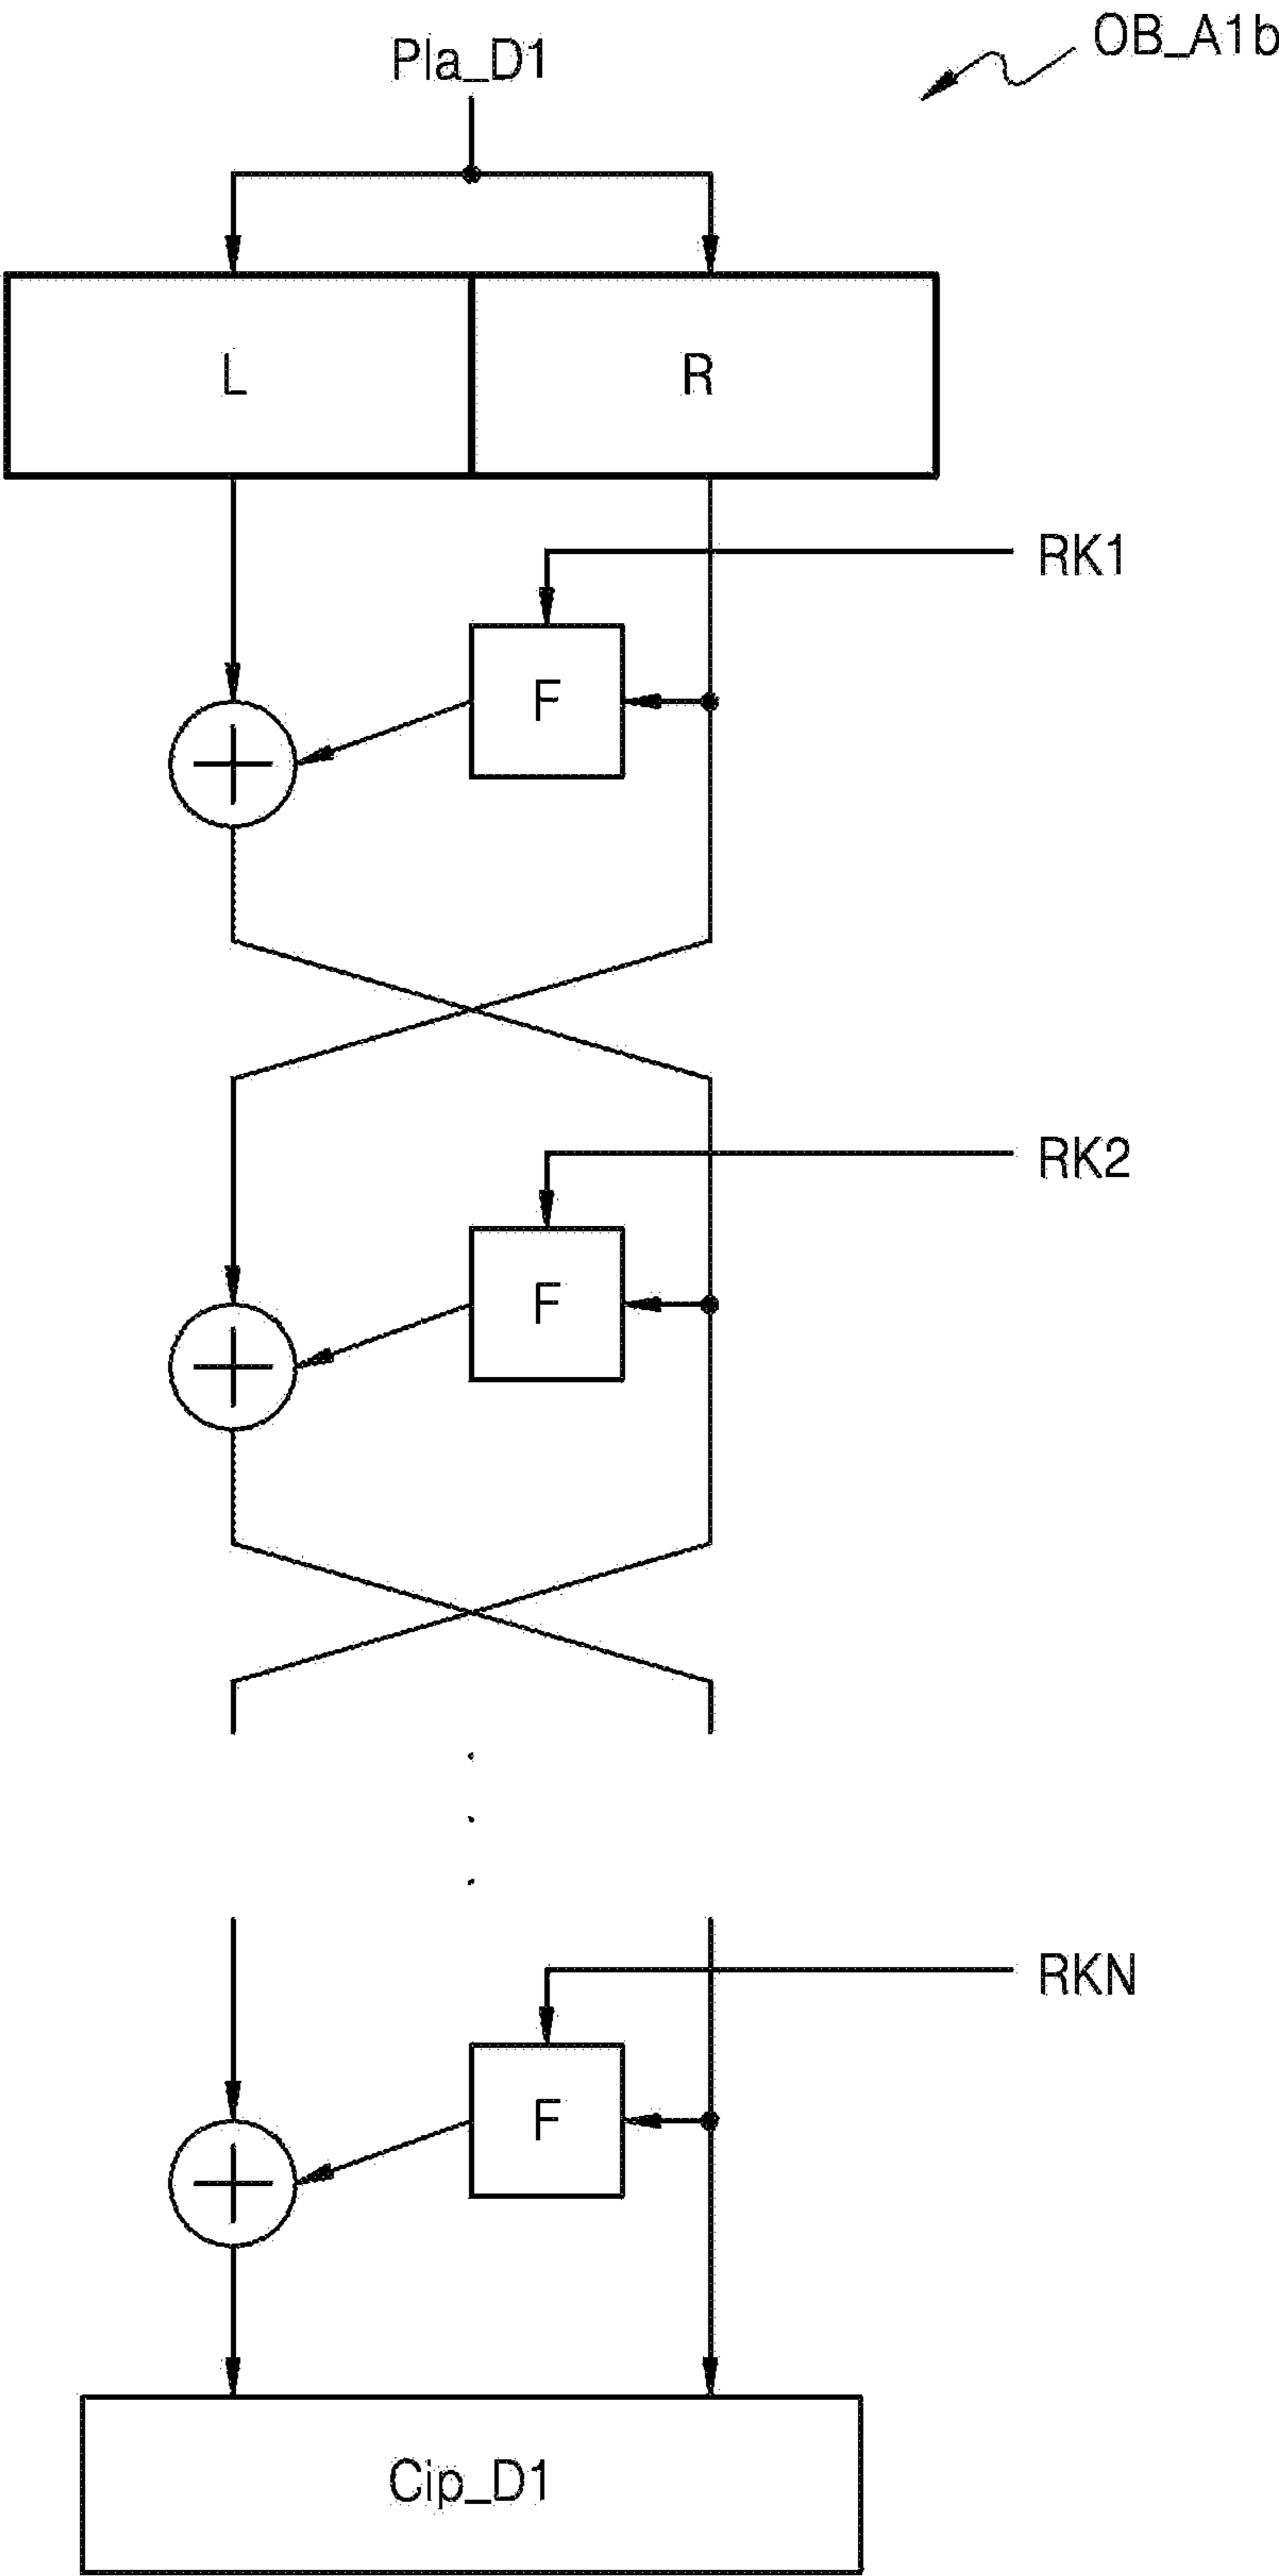 OB_A1b
Pla_D1
L
R
RK1
F
RK2
F
RKN
F
Cip_D1